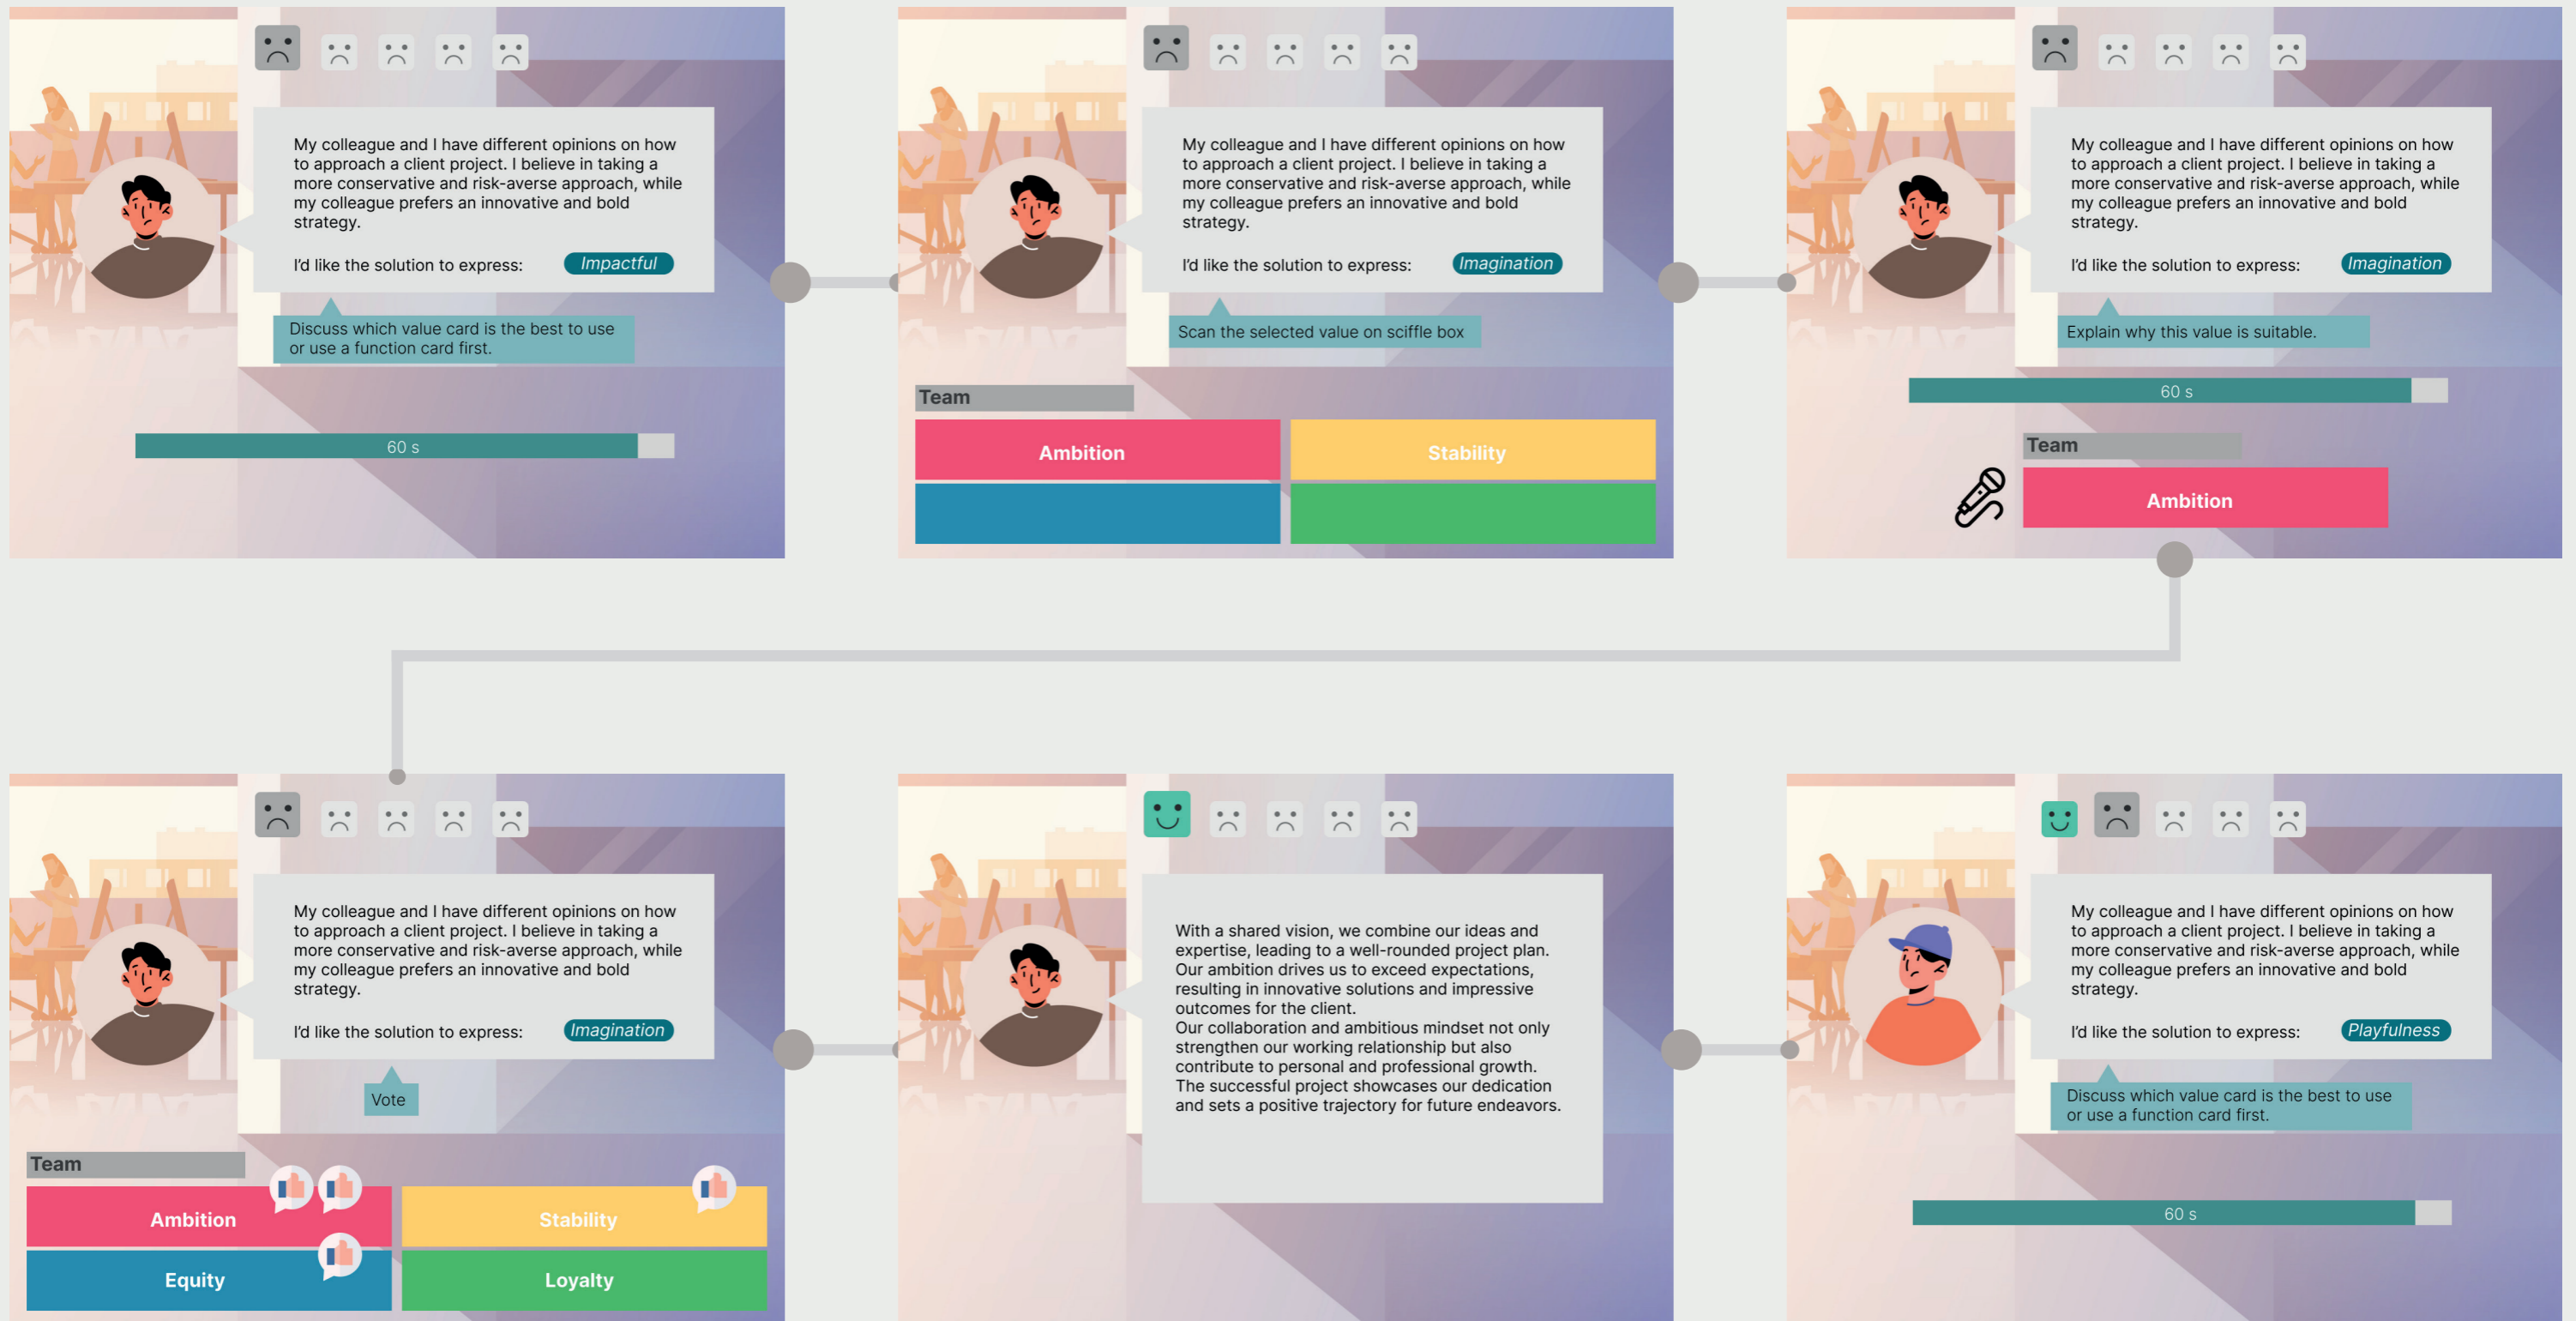 My colleague and I have different opinions on how
to approach a client project. I believe in taking a
more conservative and risk-averse approach, while
my colleague prefers an innovative and bold
strategy.
I'd like the solution to express: Impactful
Discuss which value card is the best to use
or use a function card first.
60 s
My colleague and I have different opinions on how
to approach a client project. I believe in taking a
more conservative and risk-averse approach, while
my colleague prefers an innovative and bold
strategy.
I'd like the solution to express: Imagination
Scan the selected value on sciffle box
Team
Ambition
Stability
My colleague and I have different opinions on how
to approach a client project. I believe in taking a
more conservative and risk-averse approach, while
my colleague prefers an innovative and bold
strategy.
I'd like the solution to express: Imagination
Explain why this value is suitable.
60 s
Team
Ambition
My colleague and I have different opinions on how
to approach a client project. I believe in taking a
more conservative and risk-averse approach, while
my colleague prefers an innovative and bold
strategy.
I'd like the solution to express: Imagination
Vote
Team
Ambition
Stability
Equity
Loyalty
With a shared vision, we combine our ideas and
expertise, leading to a well-rounded project plan.
Our ambition drives us to exceed expectations,
resulting in innovative solutions and impressive
outcomes for the client.
Our collaboration and ambitious mindset not only
strengthen our working relationship but also
contribute to personal and professional growth.
The successful project showcases our dedication
and sets a positive trajectory for future endeavors.
My colleague and I have different opinions on how
to approach a client project. I believe in taking a
more conservative and risk-averse approach, while
my colleague prefers an innovative and bold
strategy.
I'd like the solution to express: Playfulness
Discuss which value card is the best to use
or use a function card first.
60 s